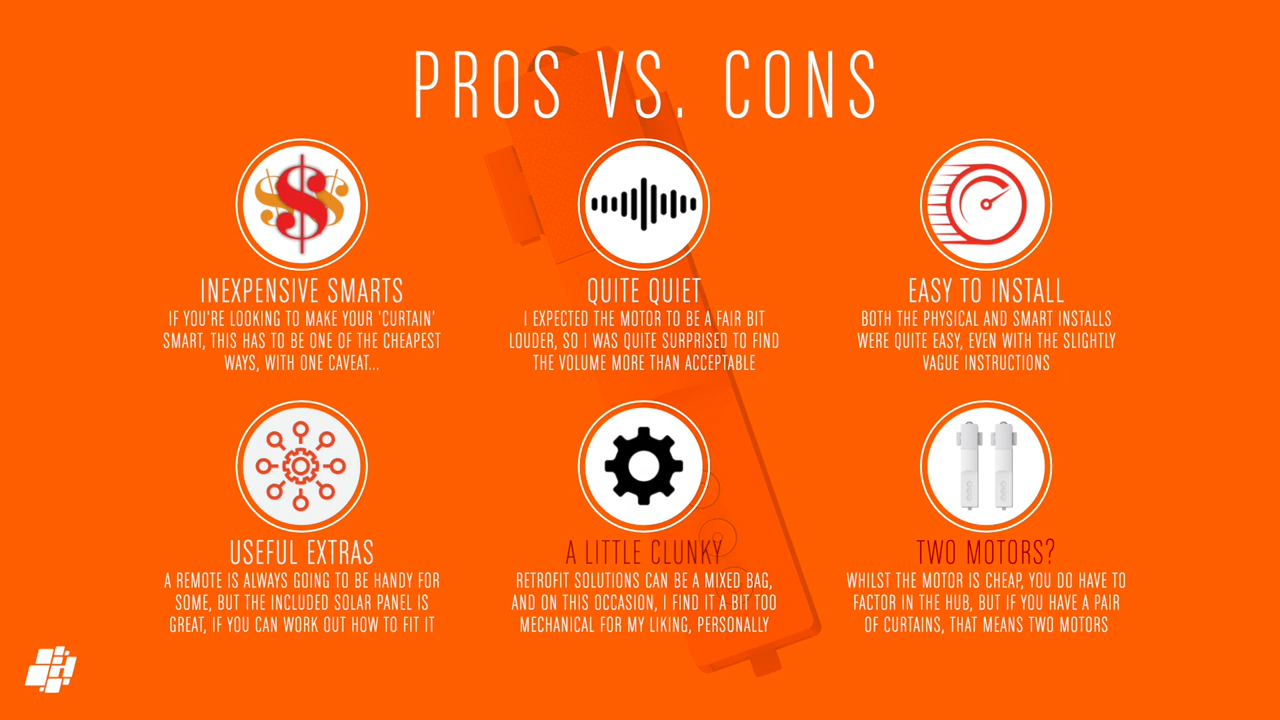 PROS VS. CONS
INEXPENSIVE SMARTS
IF YOU'RE LOOKING TO MAKE YOUR 'CURTAIN'
SMART, THIS HAS TO BE ONE OF THE CHEAPEST
WAYS, WITH ONE CAVEAT...
QUITE QUIET
I EXPECTED THE MOTOR TO BE A FAIR BIT
LOUDER, SO I WAS QUITE SURPRISED TO FIND
THE VOLUME MORE THAN ACCEPTABLE
EASY TO INSTALL
BOTH THE PHYSICAL AND SMART INSTALLS
WERE QUITE EASY, EVEN WITH THE SLIGHTLY
VAGUE INSTRUCTIONS
USEFUL EXTRAS
A REMOTE IS ALWAYS GOING TO BE HANDY FOR
SOME, BUT THE INCLUDED SOLAR PANEL IS
GREAT, IF YOU CAN WORK OUT HOW TO FIT IT
A LITTLE CLUNKY
RETROFIT SOLUTIONS CAN BE A MIXED BAG,
AND ON THIS OCCASION, I FIND IT A BIT TOO
MECHANICAL FOR MY LIKING, PERSONALLY
TWO MOTORS?
WHILST THE MOTOR IS CHEAP, YOU DO HAVE TO
FACTOR IN THE HUB, BUT IF YOU HAVE A PAIR
OF CURTAINS, THAT MEANS TWO MOTORS